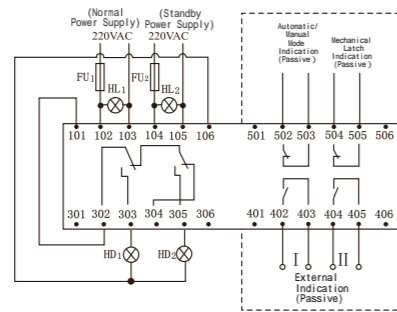 (Normal Power Supply)
220VAC
(Standby Power Supply)
220VAC
Automatic/
Manual
Mode
Indication
(Passive)
Mechanical
Latch
Indication
(Passive)
FU1
HL1
FU2
HL2
101 102 103 104 105 106
501 502 503 504 505 506
301 302 303 304 305 306
401 402 403 404 405 406
HD1
HD2
I
II
External
Indication
(Passive)